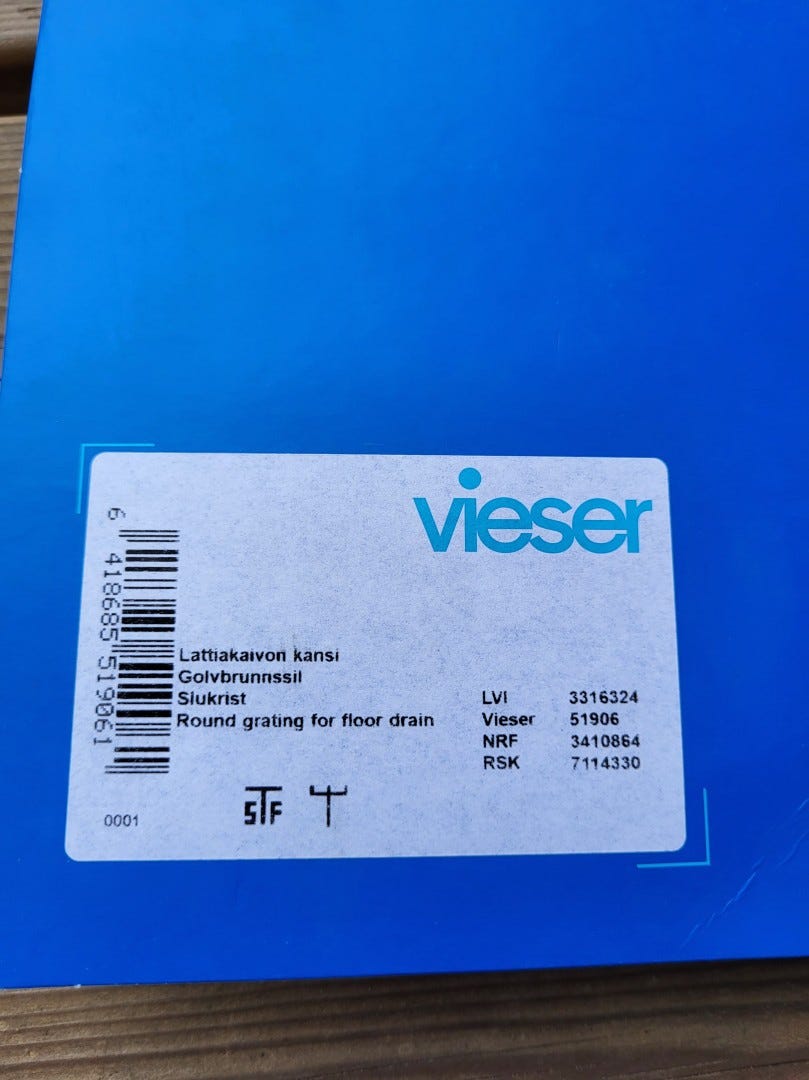 vieser
6 418685 519061
Lattiakaivon kansi
Golvbrunnssil
Slukrist
Round grating for floor drain
LVI 3316324
Vieser 51906
NRF 3410864
RSK 7114330
0001
STF